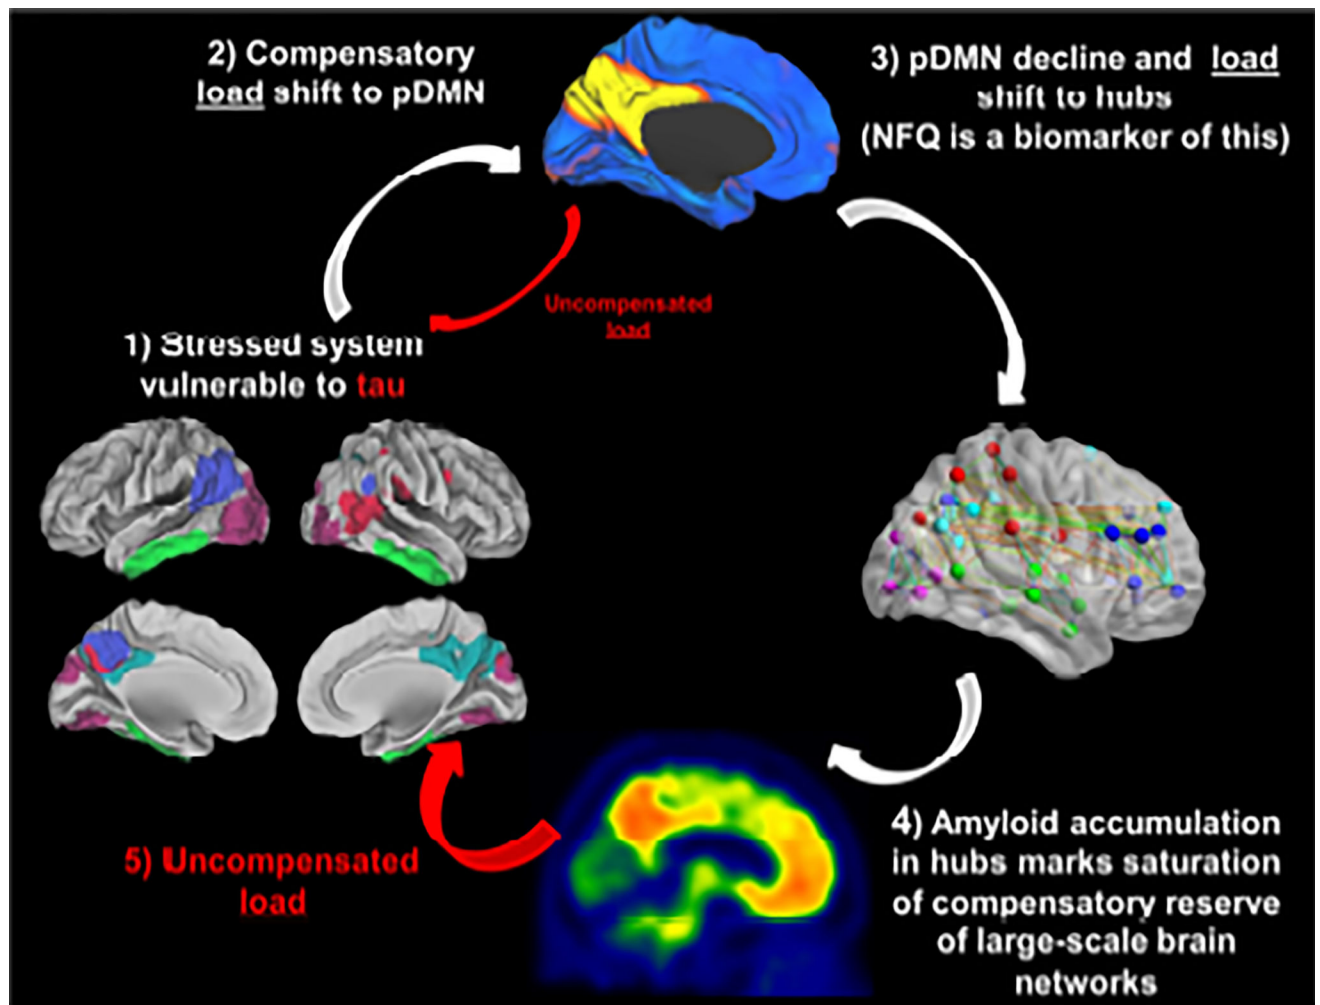 2) Compensatory
load shift to pDMN
3) pDMN decline and load
shift to hubs
(NFQ is a biomarker of this)
Uncompensated
load
1) Stressed system
vulnerable to tau
4) Amyloid accumulation
in hubs marks saturation
of compensatory reserve
of large-scale brain
networks
5) Uncompensated
load